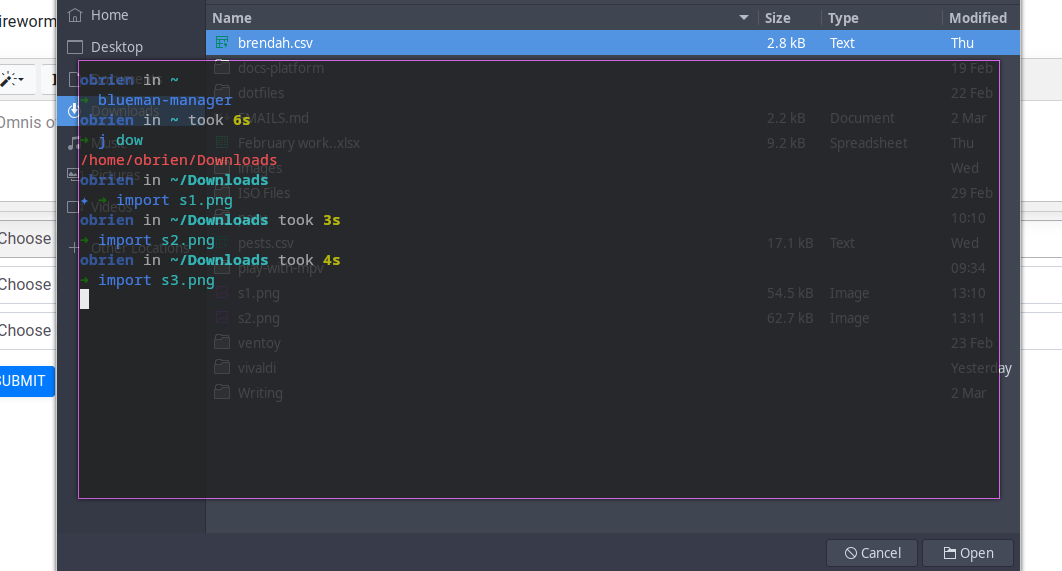 ireworm
Home
Desktop
Documents
Downloads
Music
Pictures
Videos
Other Locations
Name Size Type Modified
brendah.csv 2.8 kB Text Thu
docs-platform 19 Feb
dotfiles 22 Feb
MAILS.md 2.2 kB Document 2 Mar
February work..xlsx 9.2 kB Spreadsheet Thu
images Wed
ISO Files 29 Feb
10:10
pests.csv 17.1 kB Text Wed
play-with-mpv 09:34
s1.png 54.5 kB Image 13:10
s2.png 62.7 kB Image 13:11
ventoy 23 Feb
vivaldi Yesterday
Writing 2 Mar
obrien in ~
➜ blueman-manager
obrien in ~ took 6s
➜ j dow
/home/obrien/Downloads
obrien in ~/Downloads
✦ ➜ import s1.png
obrien in ~/Downloads took 3s
➜ import s2.png
obrien in ~/Downloads took 4s
➜ import s3.png
Omnis o
Choose
Choose
Choose
SUBMIT
Cancel
Open